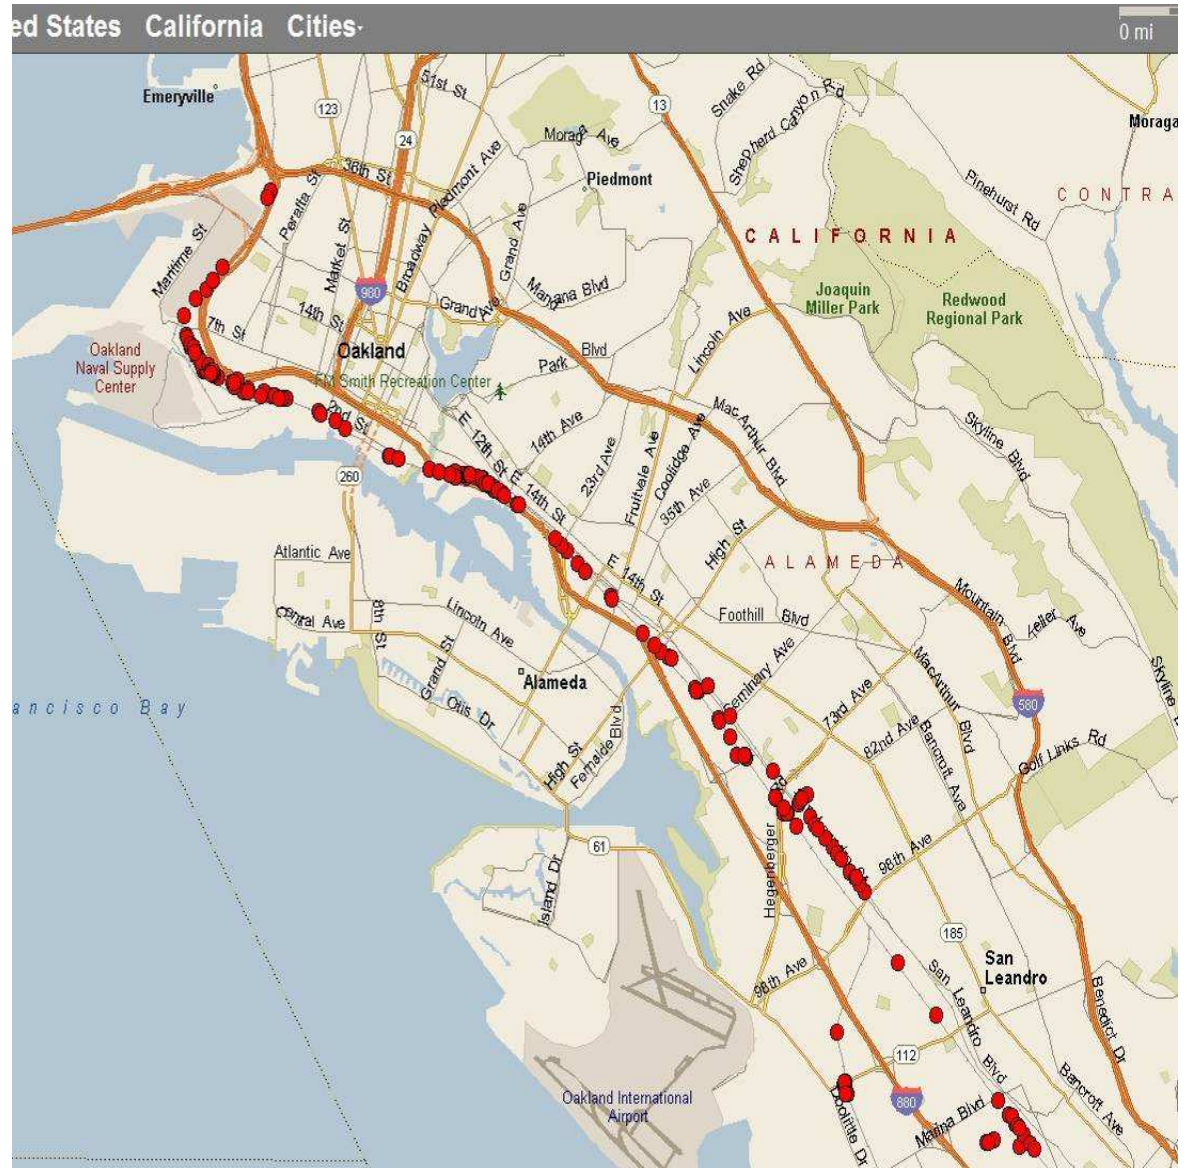 ed States California Cities
0 mi
Emeryville
51st St
123
24
13
Snake Rd
Shepherd Canyon Rd
Moraga
Moraga Ave
Piedmont Ave
Piedmont
36th St
Peralta St
Market St
Broadway
Grand Ave
Pinehurst Rd
CONTRA
CALIFORNIA
Maritime St
980
Grand Ave
Mandana Blvd
Joaquin
Miller Park
Redwood
Regional Park
7th St
14th St
Oakland
Naval Supply
Center
Oakland
Park Blvd
Lincoln Ave
FM Smith Recreation Center
2nd St
E 12th St
E 14th St
14th Ave
23rd Ave
Fruitvale Ave
Coolidge Ave
MacArthur Blvd
35th Ave
Skyline Blvd
260
High St
Atlantic Ave
E 14th St
ALAMEDA
Central Ave
8th St
Lincoln Ave
Foothill Blvd
Mountain Blvd
Keller Ave
Grand St
Alameda
Seminary Ave
Skyline
ancisco Bay
Otis Dr
73rd Ave
MacArthur Blvd
580
82nd Ave
Bancroft Ave
Golf Links Rd
High St
Fernside Blvd
61
Hegenberger Rd
98th Ave
Island Dr
185
San
Leandro
98th Ave
San Leandro Blvd
Benedict Dr
112
Oakland International
Airport
Doolittle Dr
880
Marina Blvd
Bancroft Ave